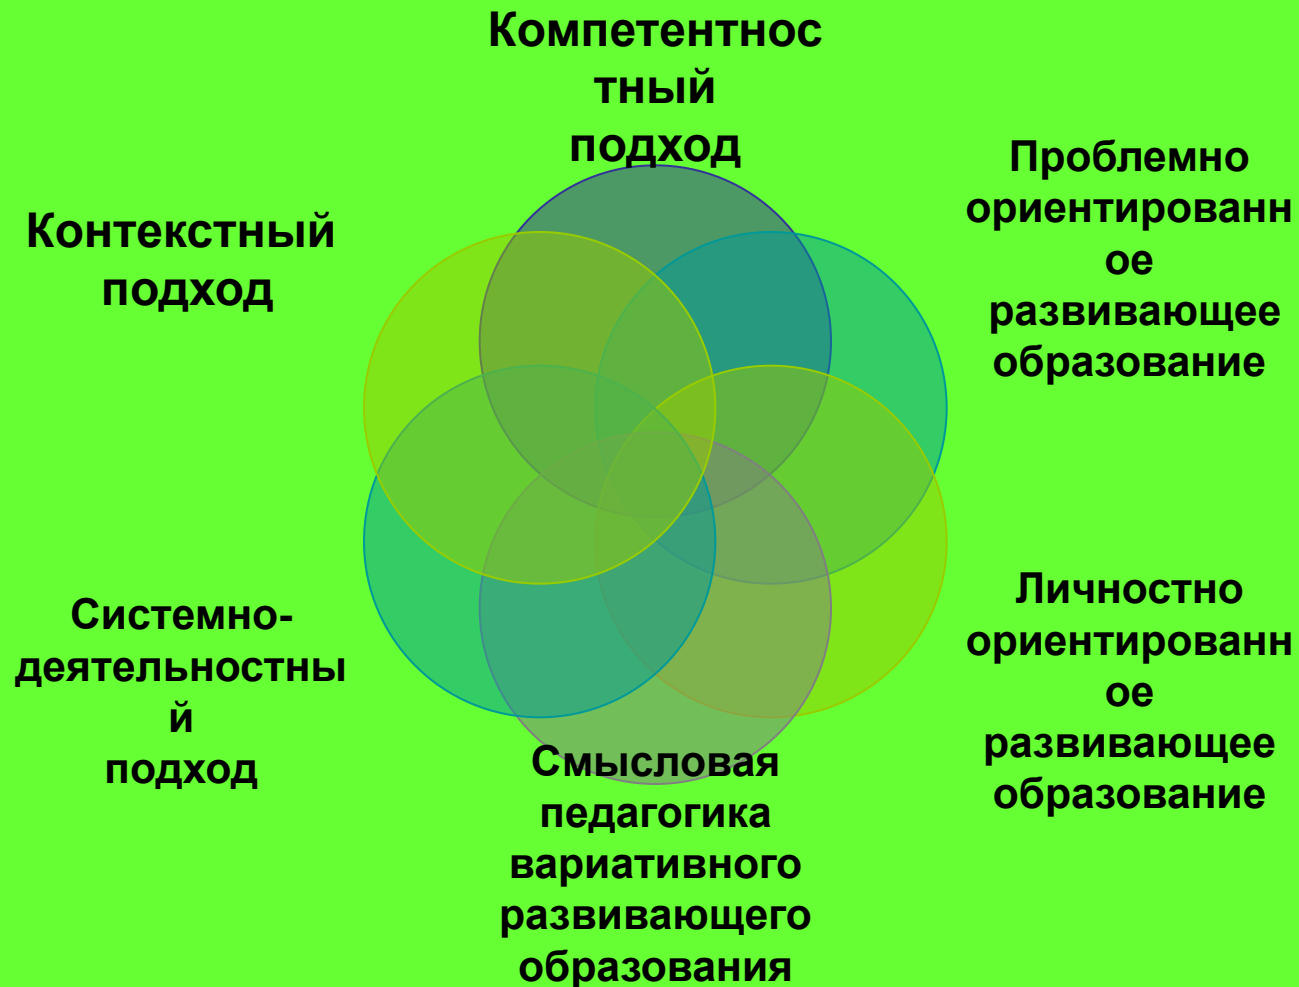 Компетентнос
тный
подход
Проблемно
ориентированн
ое
развивающее
образование
Контекстный
подход
Личностно
ориентированн
ое
развивающее
образование
Системно-
деятельностны
й
подход
Смысловая
педагогика
вариативного
развивающего
образования